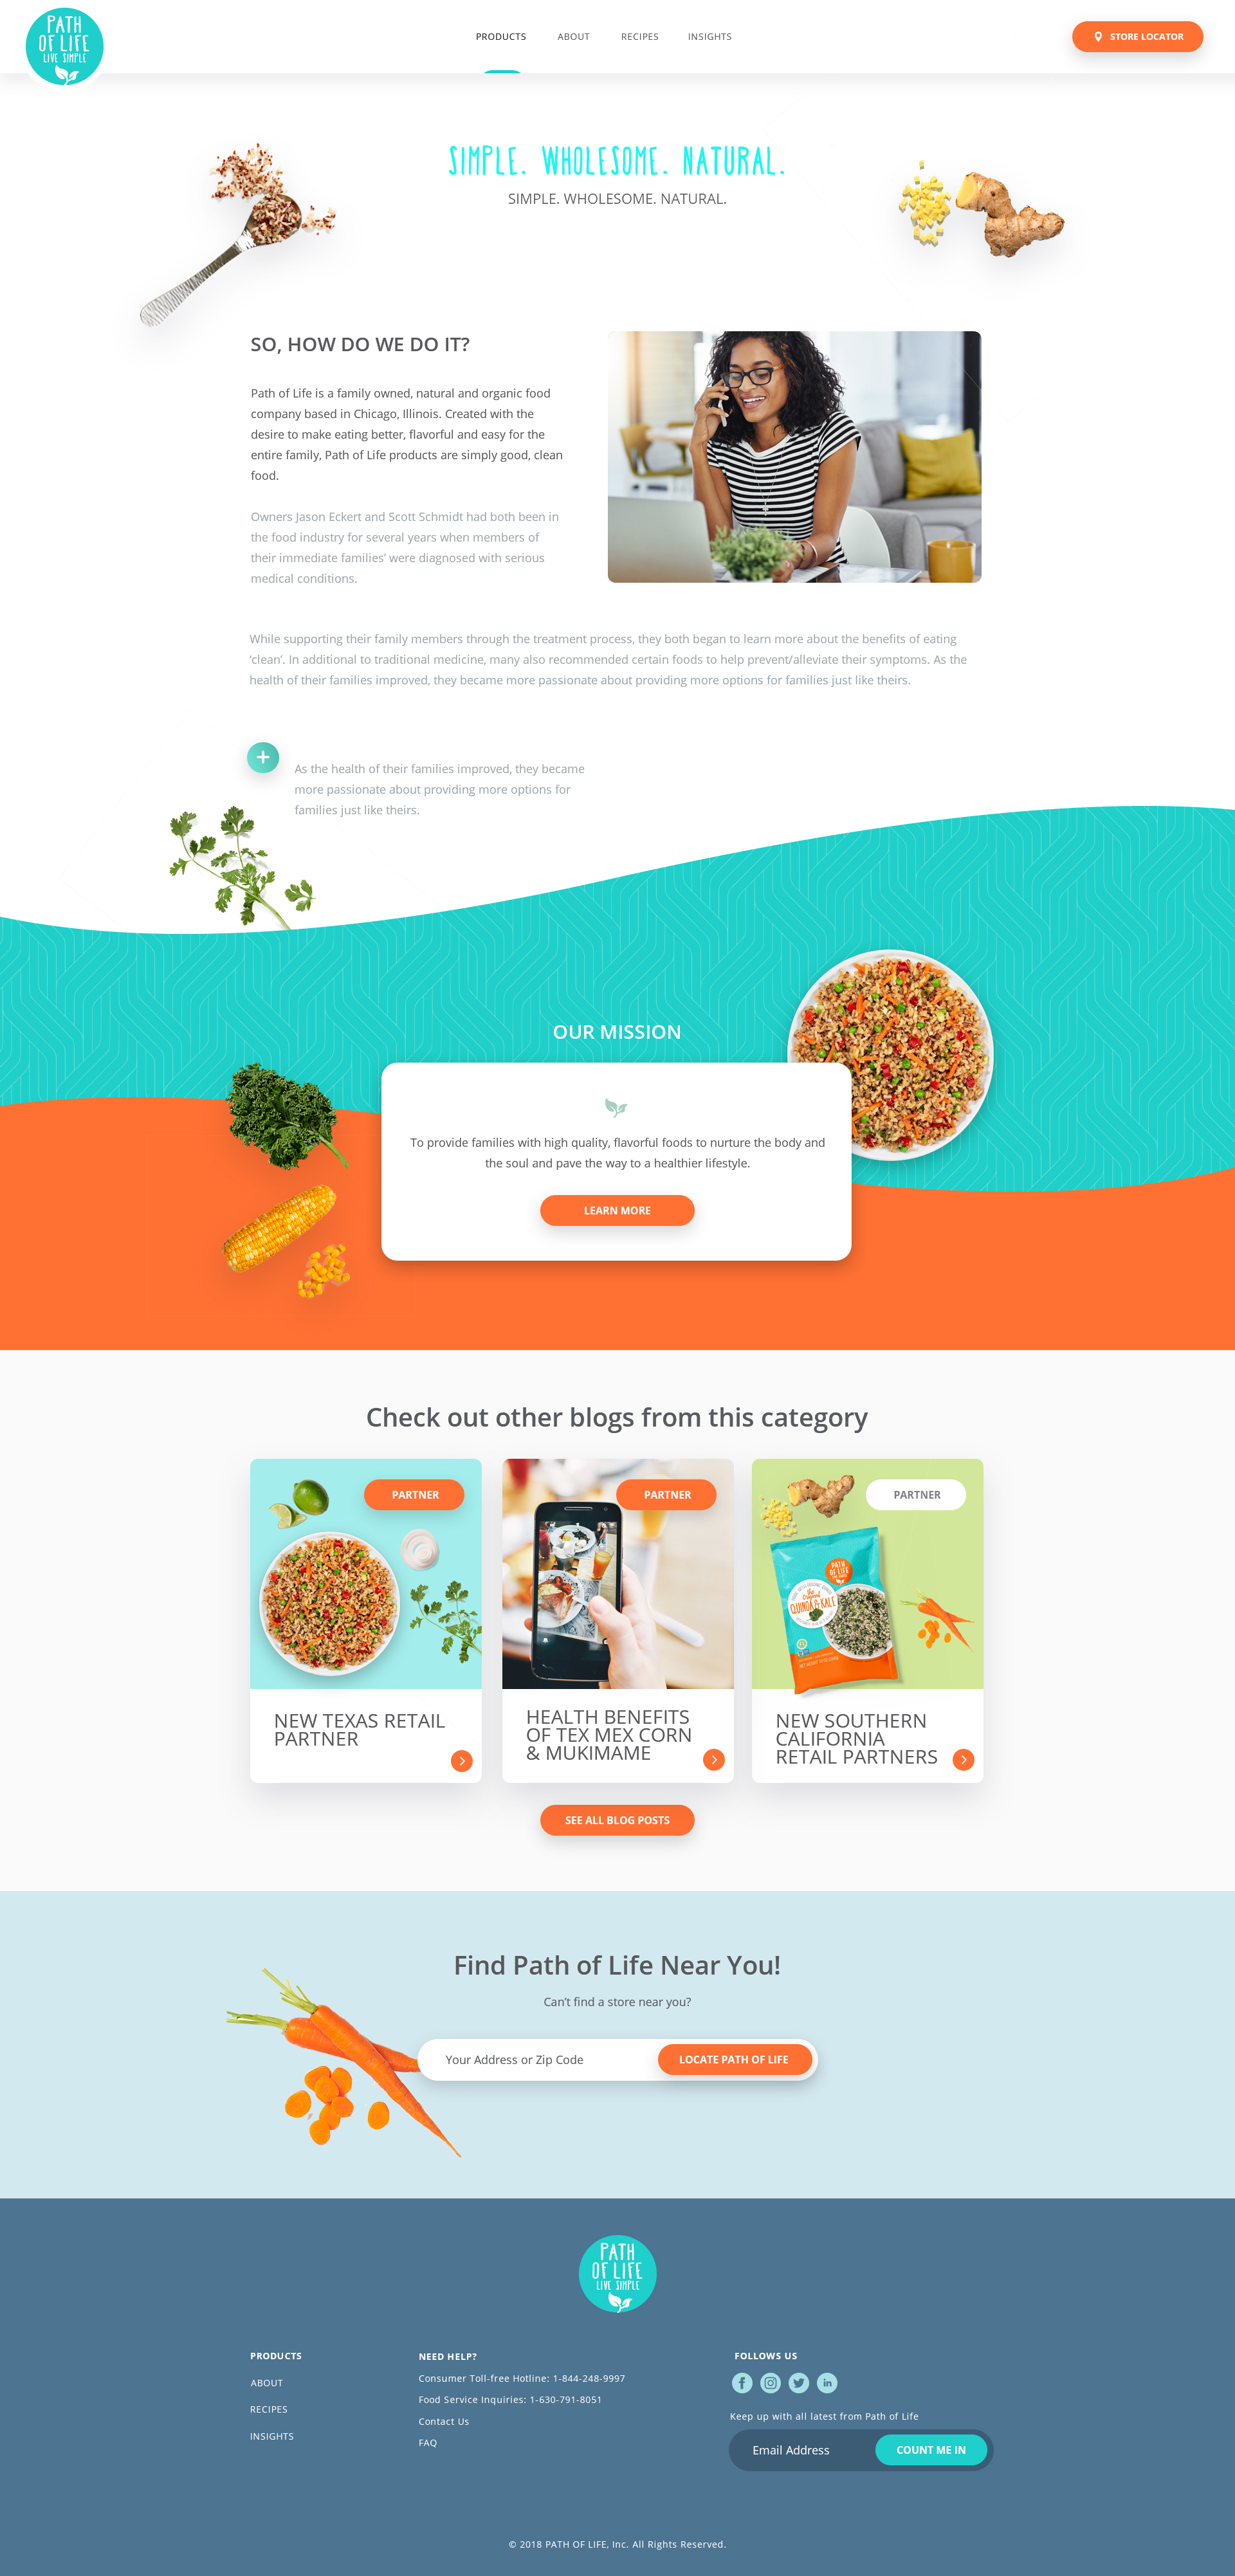 PATH
OF LIFE
LIVE SIMPLE
PRODUCTS
ABOUT
RECIPES
INSIGHTS
STORE LOCATOR
SIMPLE. WHOLESOME. NATURAL.
SIMPLE. WHOLESOME. NATURAL.
SO, HOW DO WE DO IT?
Path of Life is a family owned, natural and organic food
company based in Chicago, Illinois. Created with the
desire to make eating better, flavorful and easy for the
entire family, Path of Life products are simply good, clean
food.
Owners Jason Eckert and Scott Schmidt had both been in
the food industry for several years when members of
their immediate families’ were diagnosed with serious
medical conditions.
While supporting their family members through the treatment process, they both began to learn more about the benefits of eating
‘clean’. In additional to traditional medicine, many also recommended certain foods to help prevent/alleviate their symptoms. As the
health of their families improved, they became more passionate about providing more options for families just like theirs.
+
As the health of their families improved, they became
more passionate about providing more options for
families just like theirs.
OUR MISSION
To provide families with high quality, flavorful foods to nurture the body and
the soul and pave the way to a healthier lifestyle.
LEARN MORE
Check out other blogs from this category
PARTNER
NEW TEXAS RETAIL
PARTNER
PARTNER
HEALTH BENEFITS
OF TEX MEX CORN
& MUKIMAME
PARTNER
PATH
OF LIFE
QUINOA & KALE
NEW SOUTHERN
CALIFORNIA
RETAIL PARTNERS
SEE ALL BLOG POSTS
Find Path of Life Near You!
Can’t find a store near you?
Your Address or Zip Code
LOCATE PATH OF LIFE
PATH
OF LIFE
LIVE SIMPLE
PRODUCTS
ABOUT
RECIPES
INSIGHTS
NEED HELP?
Consumer Toll-free Hotline: 1-844-248-9997
Food Service Inquiries: 1-630-791-8051
Contact Us
FAQ
FOLLOWS US
f
in
Keep up with all latest from Path of Life
Email Address
COUNT ME IN
© 2018 PATH OF LIFE, Inc. All Rights Reserved.